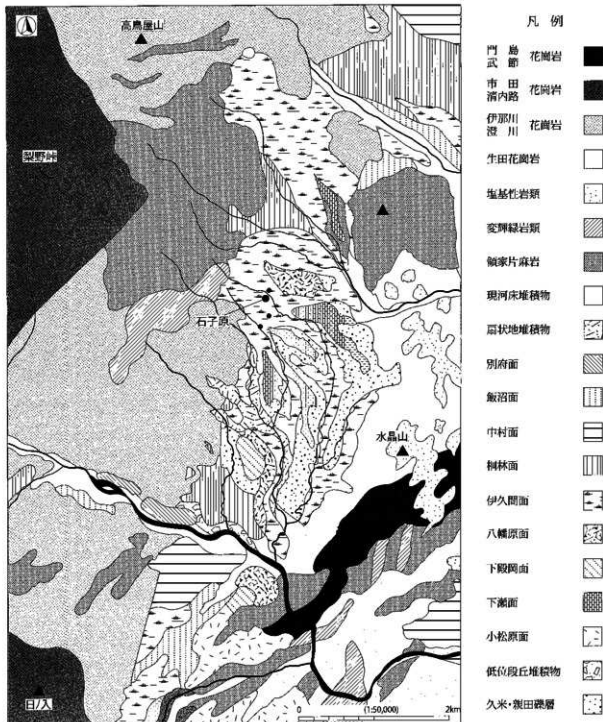 高鳥屋山
梨野峠
石子原
水晶山
日ノ入
0 (1:50,000) 2km
凡 例
門島 武節 花崗岩
市田 清内路 花崗岩
伊那川 澄川 花崗岩
生田花崗岩
塩基性岩類
変輝緑岩類
領家片麻岩
現河床堆積物
扇状地堆積物
別府面
飯沼面
中村面
桐林面
伊久間面
八幡原面
下殿岡面
下瀬面
小松原面
低位段丘堆積物
久米・親田礫層